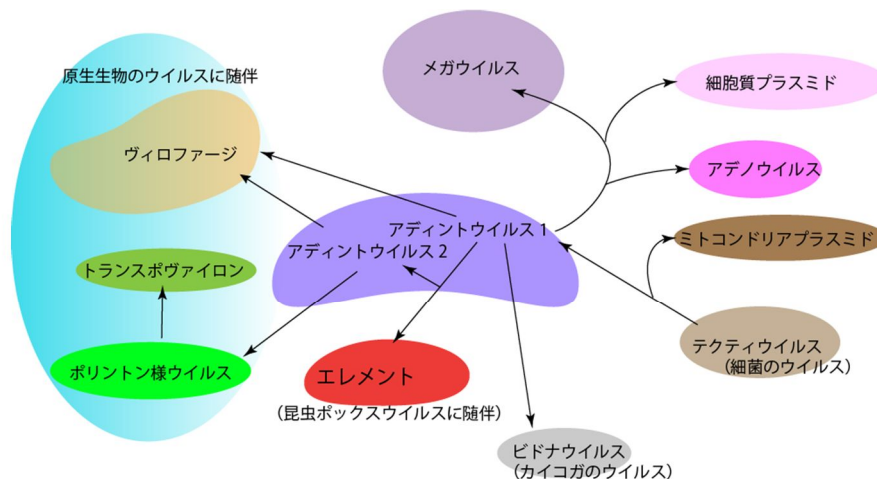 原生生物のウイルスに随伴
メガウイルス
細胞質プラスミド
ヴィロファージ
アデノウイルス
アディントウイルス 1
アディントウイルス 2
ミトコンドリアプラスミド
トランスポヴァイロン
テクティウイルス
(細菌のウイルス)
ポリントン様ウイルス
エレメント
(昆虫ポックスウイルスに随伴)
ビドナウイルス
(カイコガのウイルス)